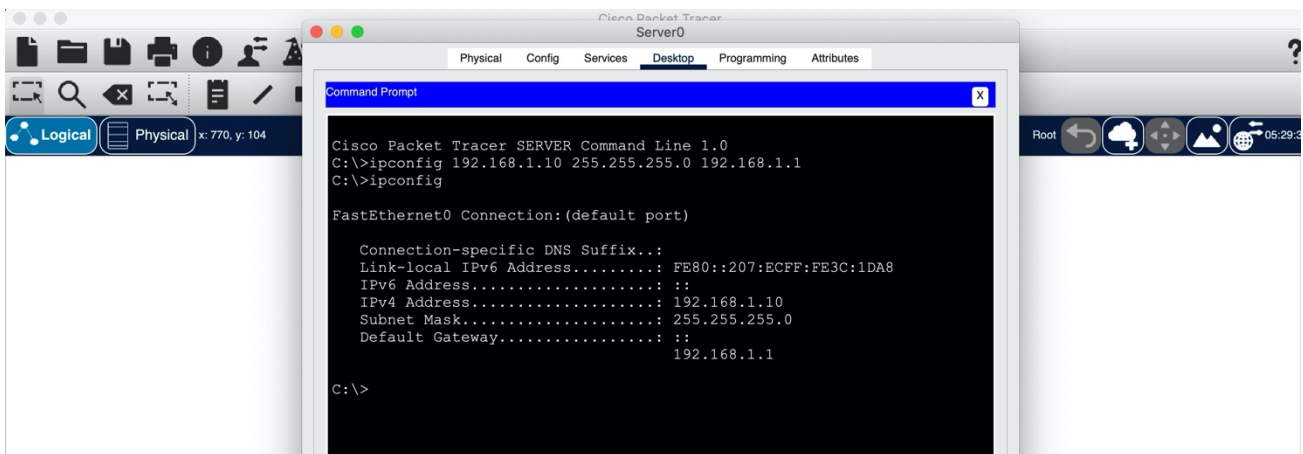 Cisco Packet Tracer
Server0
Physical Config Services Desktop Programming Attributes
Command Prompt
X
Logical Physical x: 770, y: 104
Root 05:29:3
Cisco Packet Tracer SERVER Command Line 1.0
C:\>ipconfig 192.168.1.10 255.255.255.0 192.168.1.1
C:\>ipconfig
FastEthernet0 Connection:(default port)
Connection-specific DNS Suffix..:
Link-local IPv6 Address.........: FE80::207:ECFF:FE3C:1DA8
IPv6 Address....................: ::
IPv4 Address....................: 192.168.1.10
Subnet Mask.....................: 255.255.255.0
Default Gateway.................: ::
192.168.1.1
C:\>